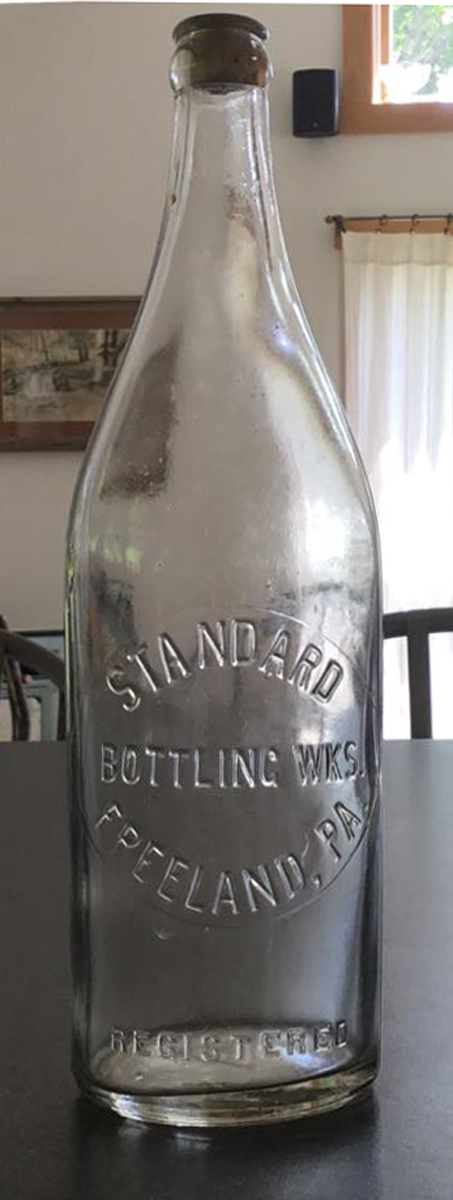 STANDARD
BOTTLING WKS.
FREELAND, PA.
REGISTERED